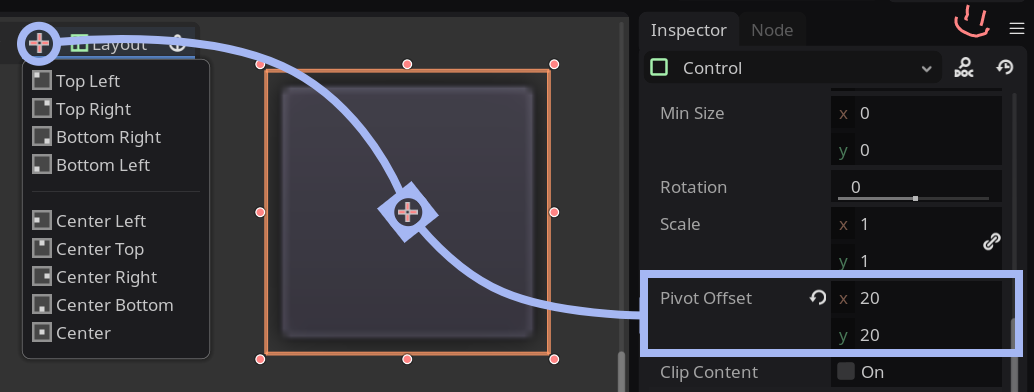 Layout
Top Left
Top Right
Bottom Right
Bottom Left
Center Left
Center Top
Center Right
Center Bottom
Center
Inspector Node
Control DOC
Min Size x 0
y 0
Rotation 0
Scale x 1
y 1
Pivot Offset x 20
y 20
Clip Content On